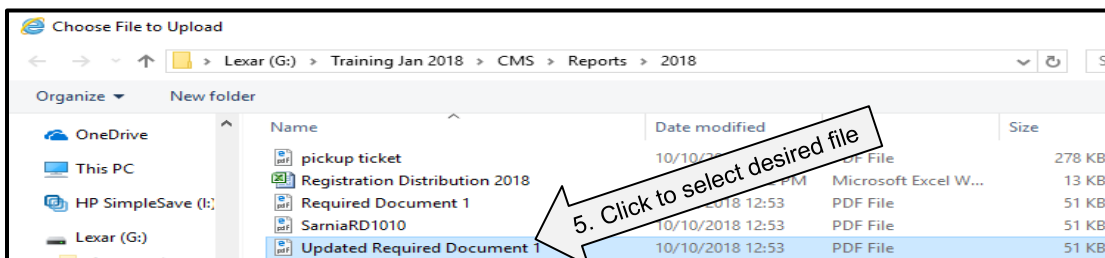 Choose File to Upload
Lexar (G:) > Training Jan 2018 > CMS > Reports > 2018
Organize New folder
Name Date modified Size
OneDrive
This PC
HP SimpleSave (I:)
Lexar (G:)
pickup ticket 10/10/ PDF File 278 KB
Registration Distribution 2018 PM Microsoft Excel W... 13 KB
Required Document 1 2018 12:53 PDF File 51 KB
SarniaRD1010 10/10/2018 12:53 PDF File 51 KB
Updated Required Document 1 10/10/2018 12:53 PDF File 51 KB
5. Click to select desired file